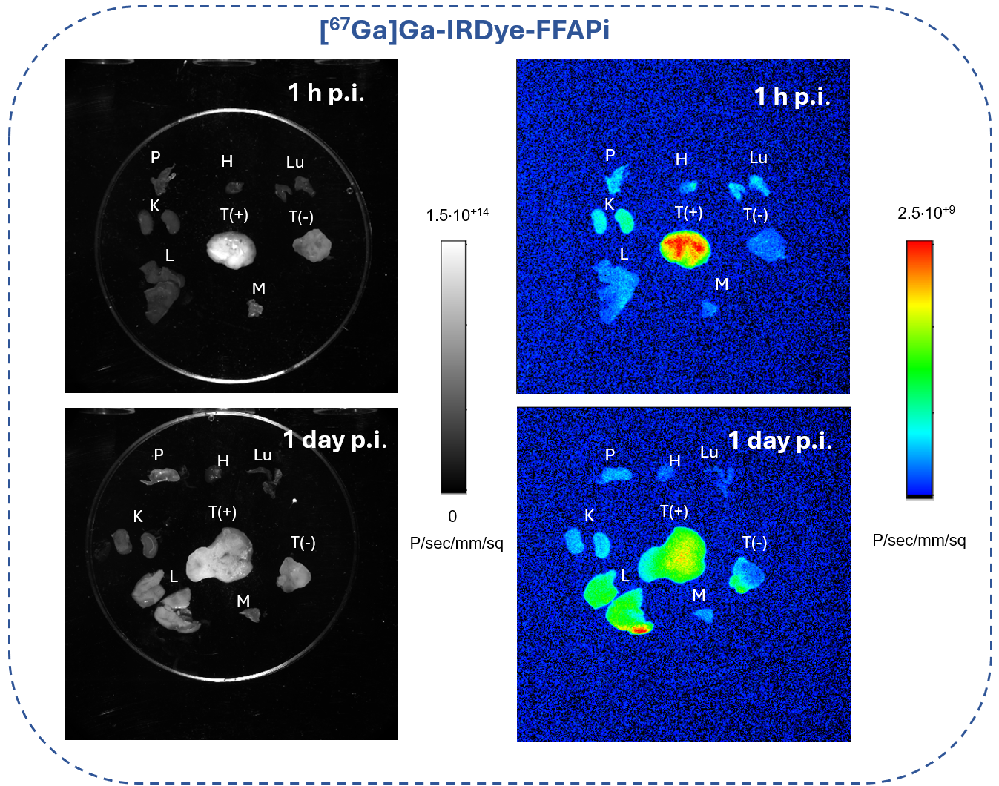 [⁶⁷Ga]Ga-IRDye-FFAPi
1 h p.i.
P
H
Lu
K
T(+)
T(-)
L
M
1 day p.i.
P
H
Lu
K
T(+)
T(-)
L
M
1.5·10⁺¹⁴
0
P/sec/mm/sq
1 h p.i.
P
H
Lu
K
T(+)
T(-)
L
M
1 day p.i.
P
H
Lu
K
T(+)
T(-)
L
M
2.5·10⁺⁹
P/sec/mm/sq